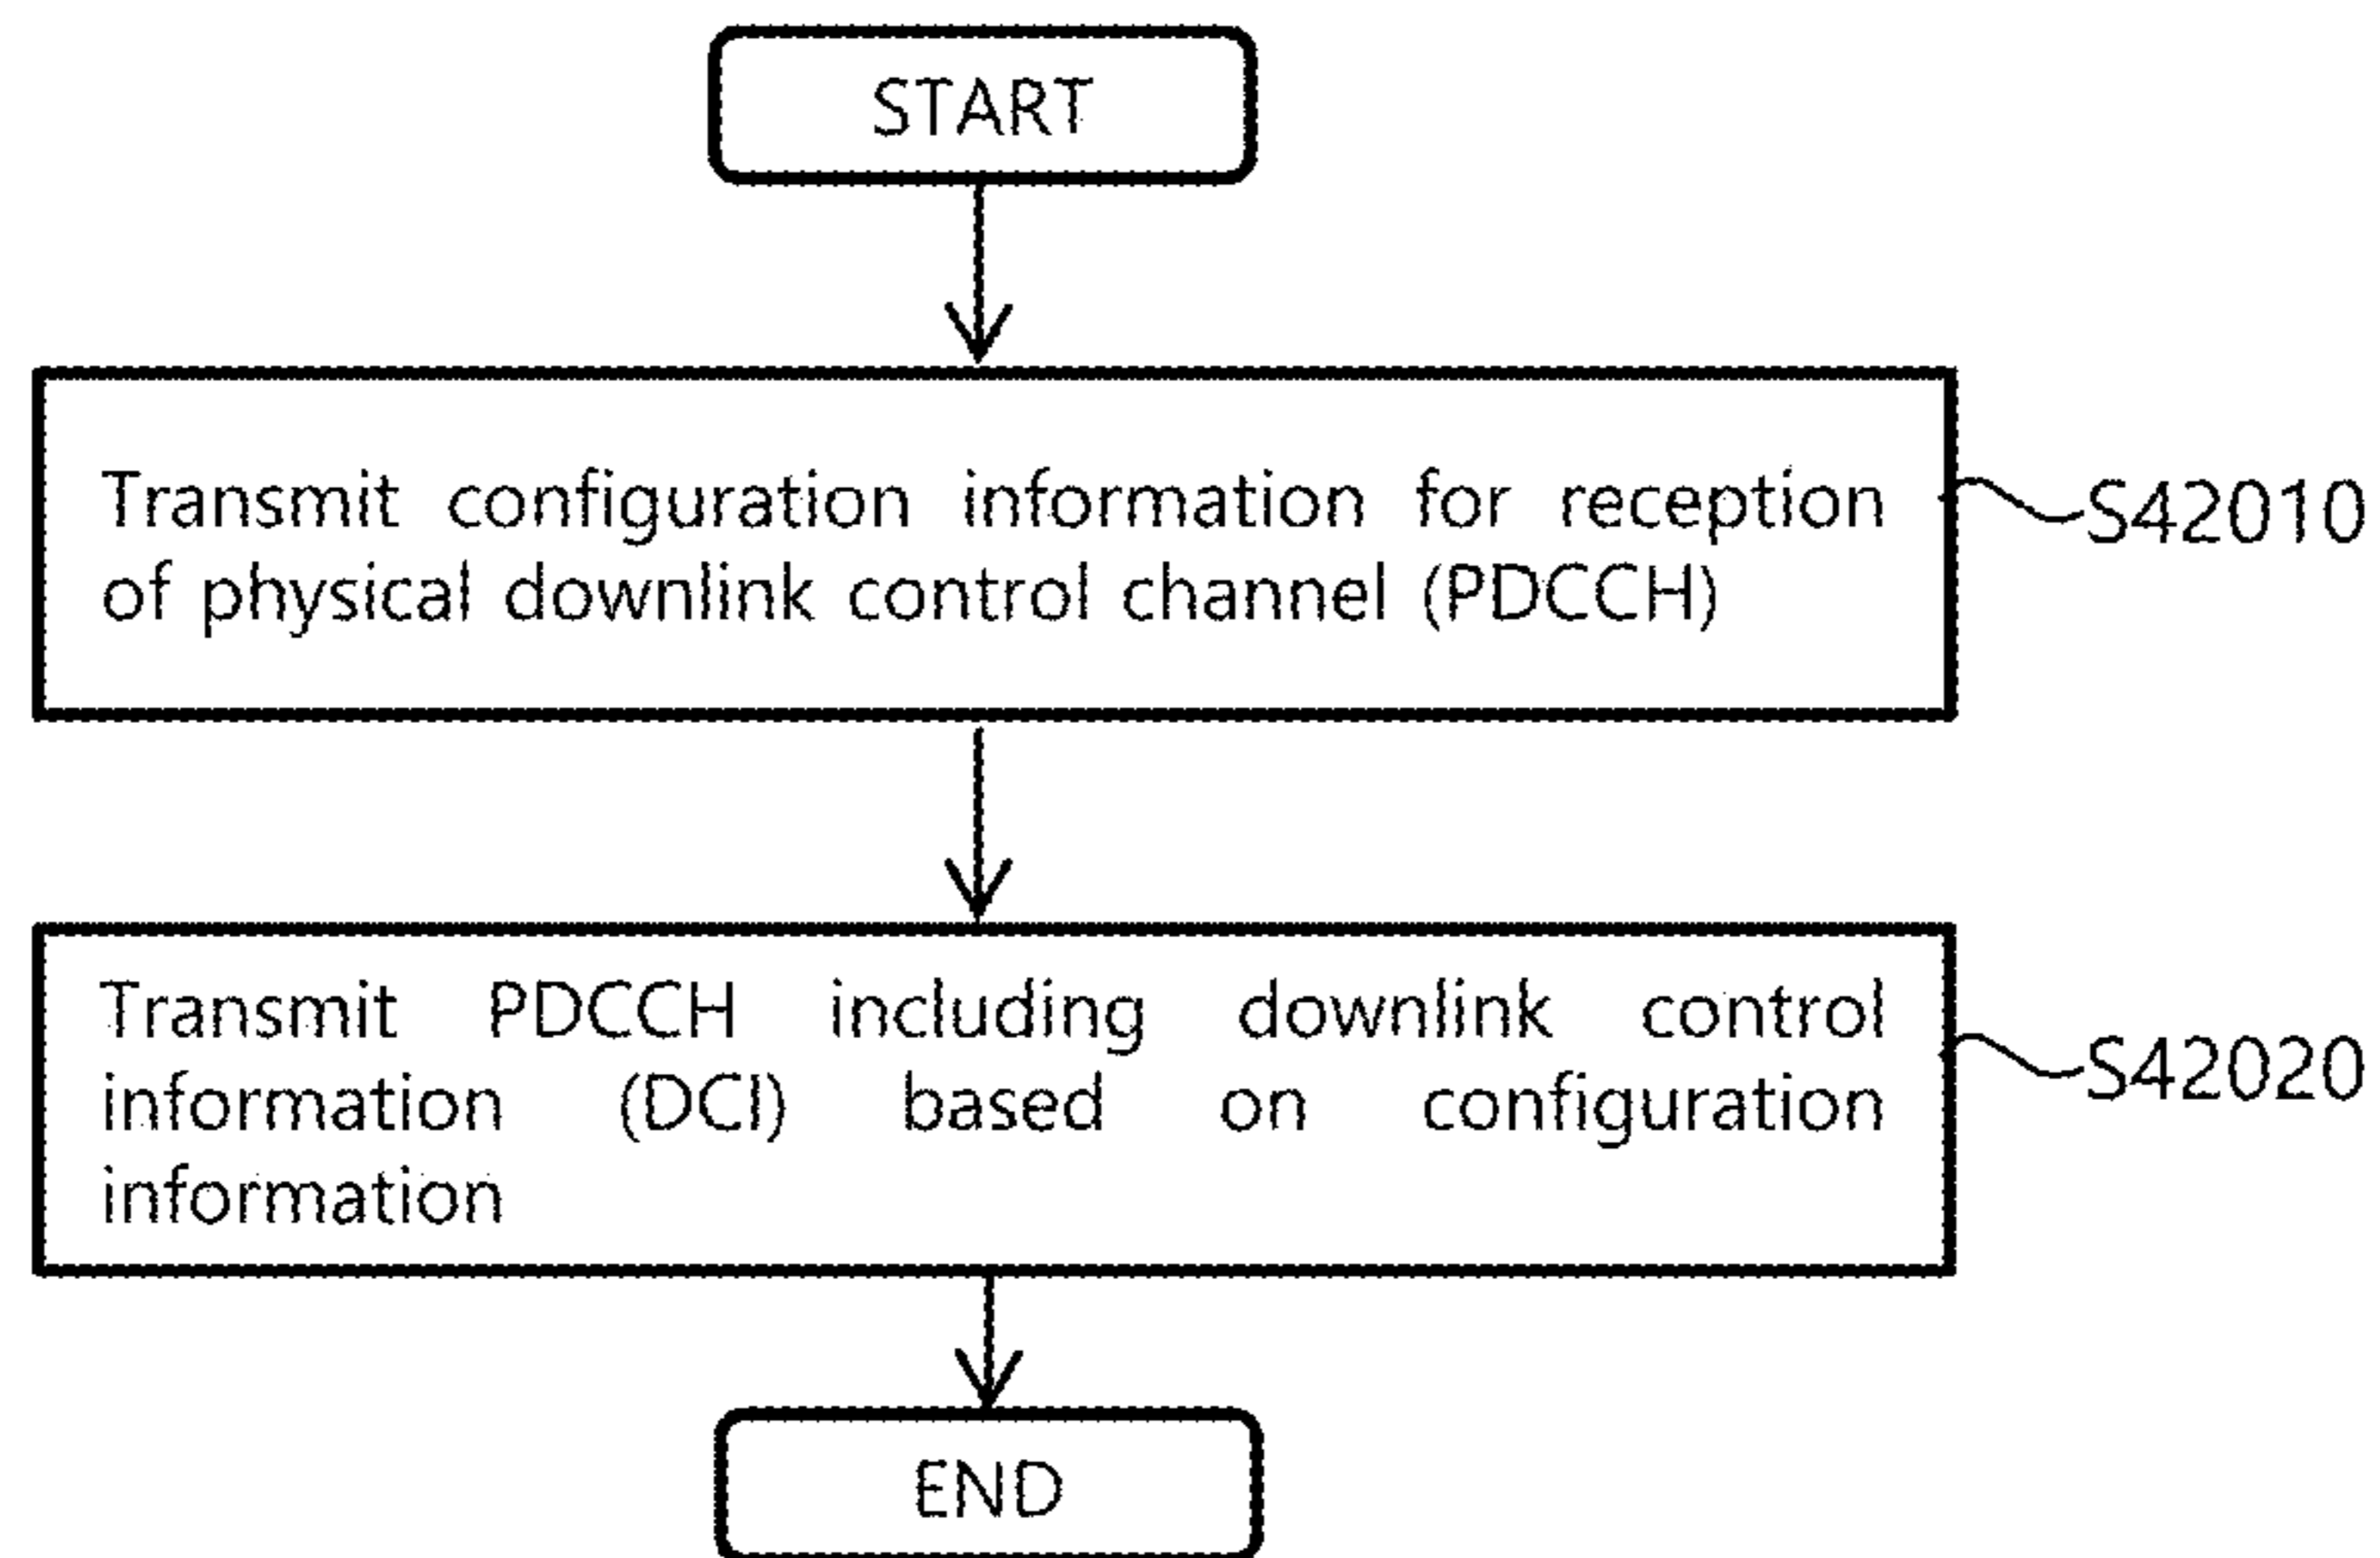 START
Transmit configuration information for reception
of physical downlink control channel (PDCCH)
S42010
Transmit PDCCH including downlink control
information (DCI) based on configuration
information
S42020
END